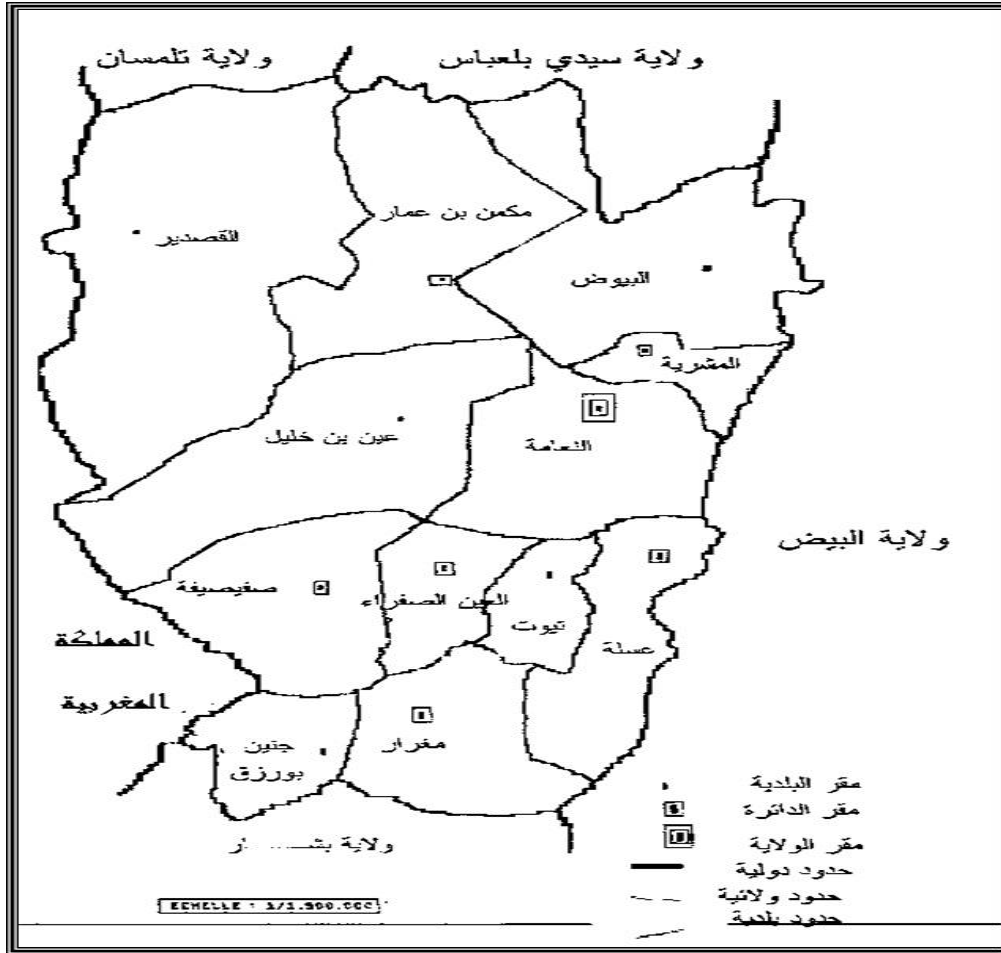 ولاية تلمسان
ولاية سيدي بلعباس
مكمن بن عمار
القصدير
البيوض
المشرية
عين بن خليل
النعامة
ولاية البيض
صفيصيفة
العين الصفراء
تيوت
عسلة
المملكة
المغربية
جنين
بورزق
مغرار
ولاية بشـــــــار
مقر البلدية
مقر الدائرة
مقر الولاية
حدود دولية
حدود ولائية
حدود بلدية